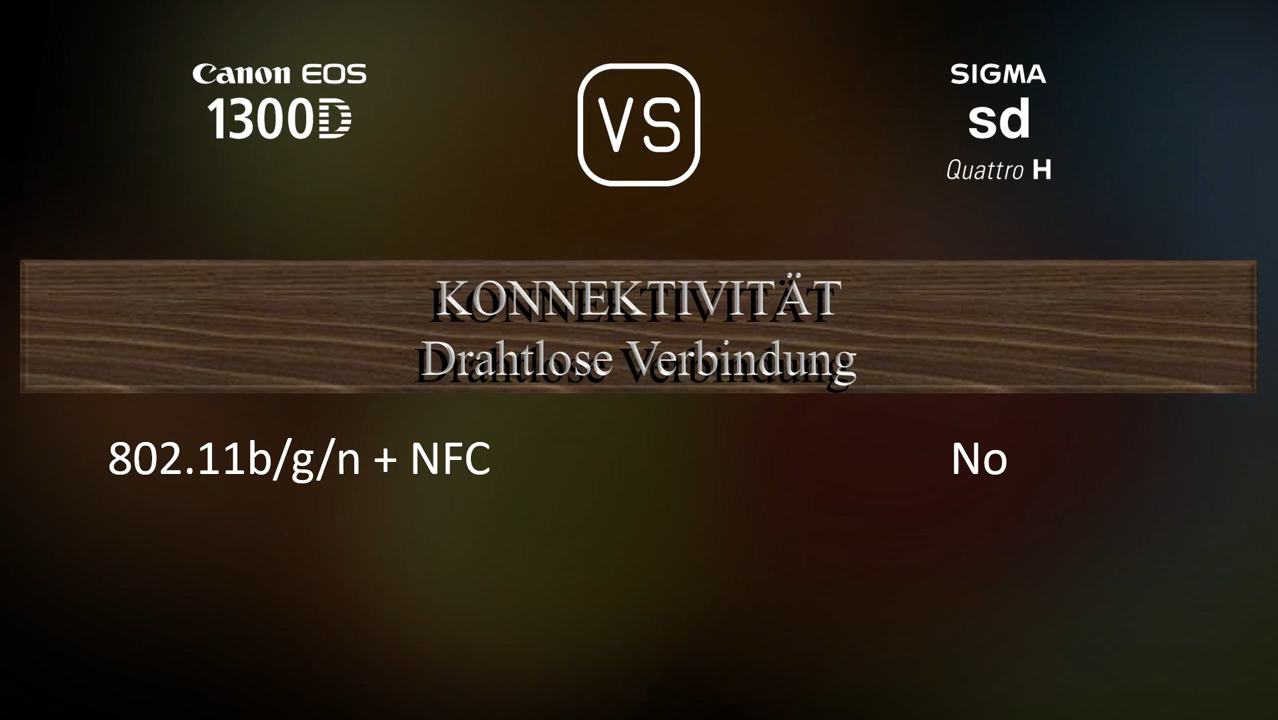 Canon EOS
1300D
VS
SIGMA
sd
Quattro H
KONNEKTIVITÄT
Drahtlose Verbindung
802.11b/g/n + NFC
No